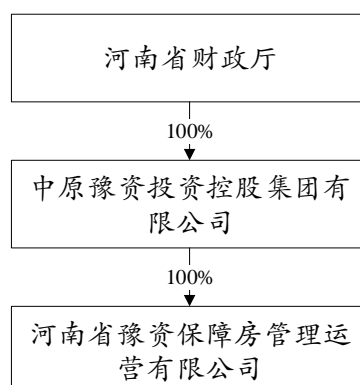 河南省财政厅
100%
中原豫资投资控股集团有
限公司
100%
河南省豫资保障房管理运
营有限公司